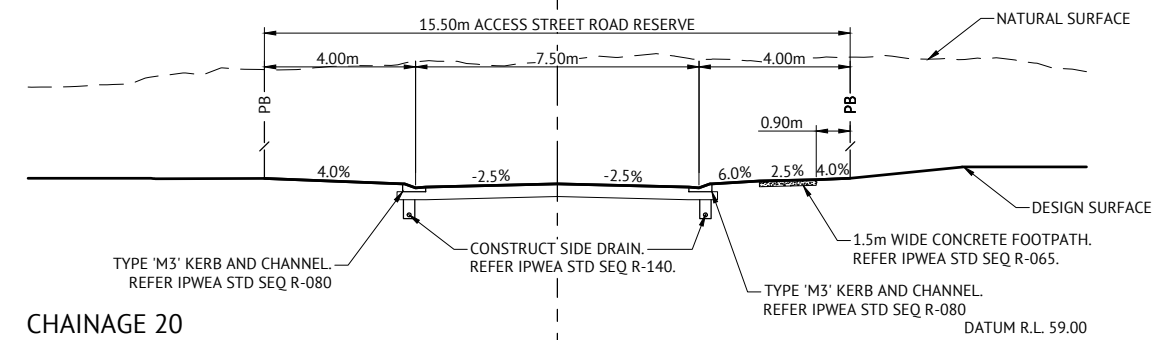 15.50m ACCESS STREET ROAD RESERVE
NATURAL SURFACE
4.00m
7.50m
4.00m
PB
PB
0.90m
4.0%
-2.5%
-2.5%
6.0%
2.5%
4.0%
DESIGN SURFACE
CONSTRUCT SIDE DRAIN.
REFER IPWEA STD SEQ R-140.
1.5m WIDE CONCRETE FOOTPATH.
REFER IPWEA STD SEQ R-065.
TYPE 'M3' KERB AND CHANNEL.
REFER IPWEA STD SEQ R-080
TYPE 'M3' KERB AND CHANNEL.
REFER IPWEA STD SEQ R-080
CHAINAGE 20
DATUM R.L. 59.00